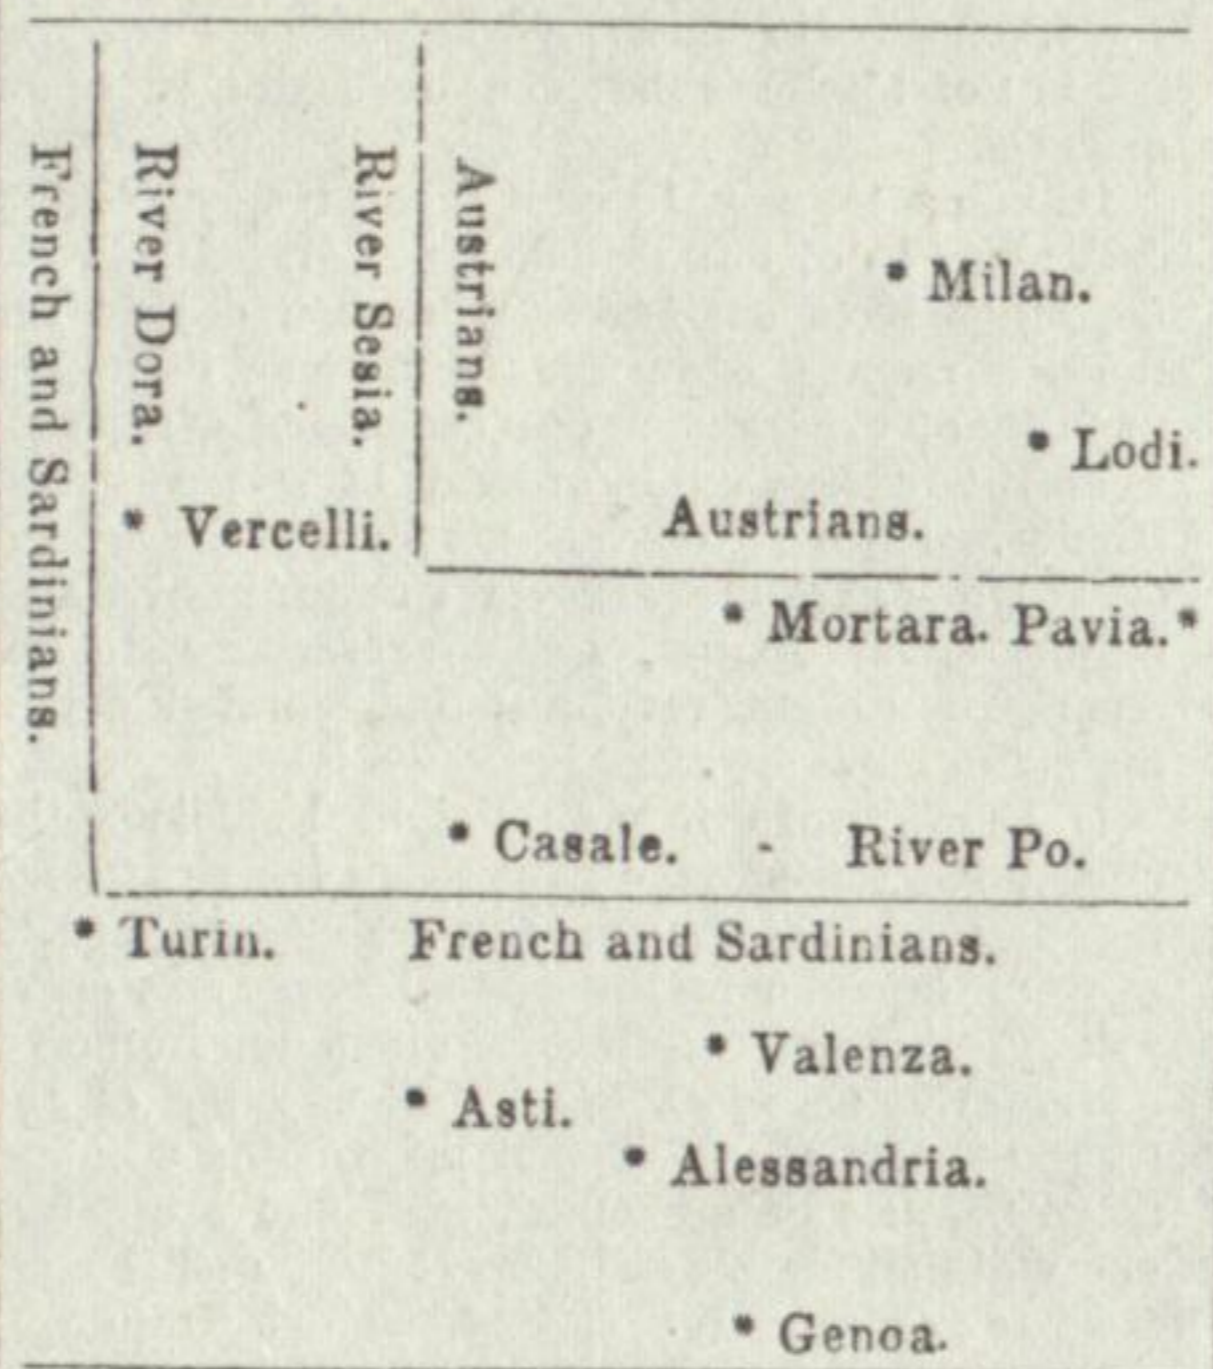 French and Sardinians.
River Dora.
River Sesia.
Austrians.
* Milan.
* Lodi.
Austrians.
* Vercelli.
* Mortara. Pavia.*
* Casale. - River Po.
* Turin. French and Sardinians.
* Valenza.
* Asti.
* Alessandria.
* Genoa.